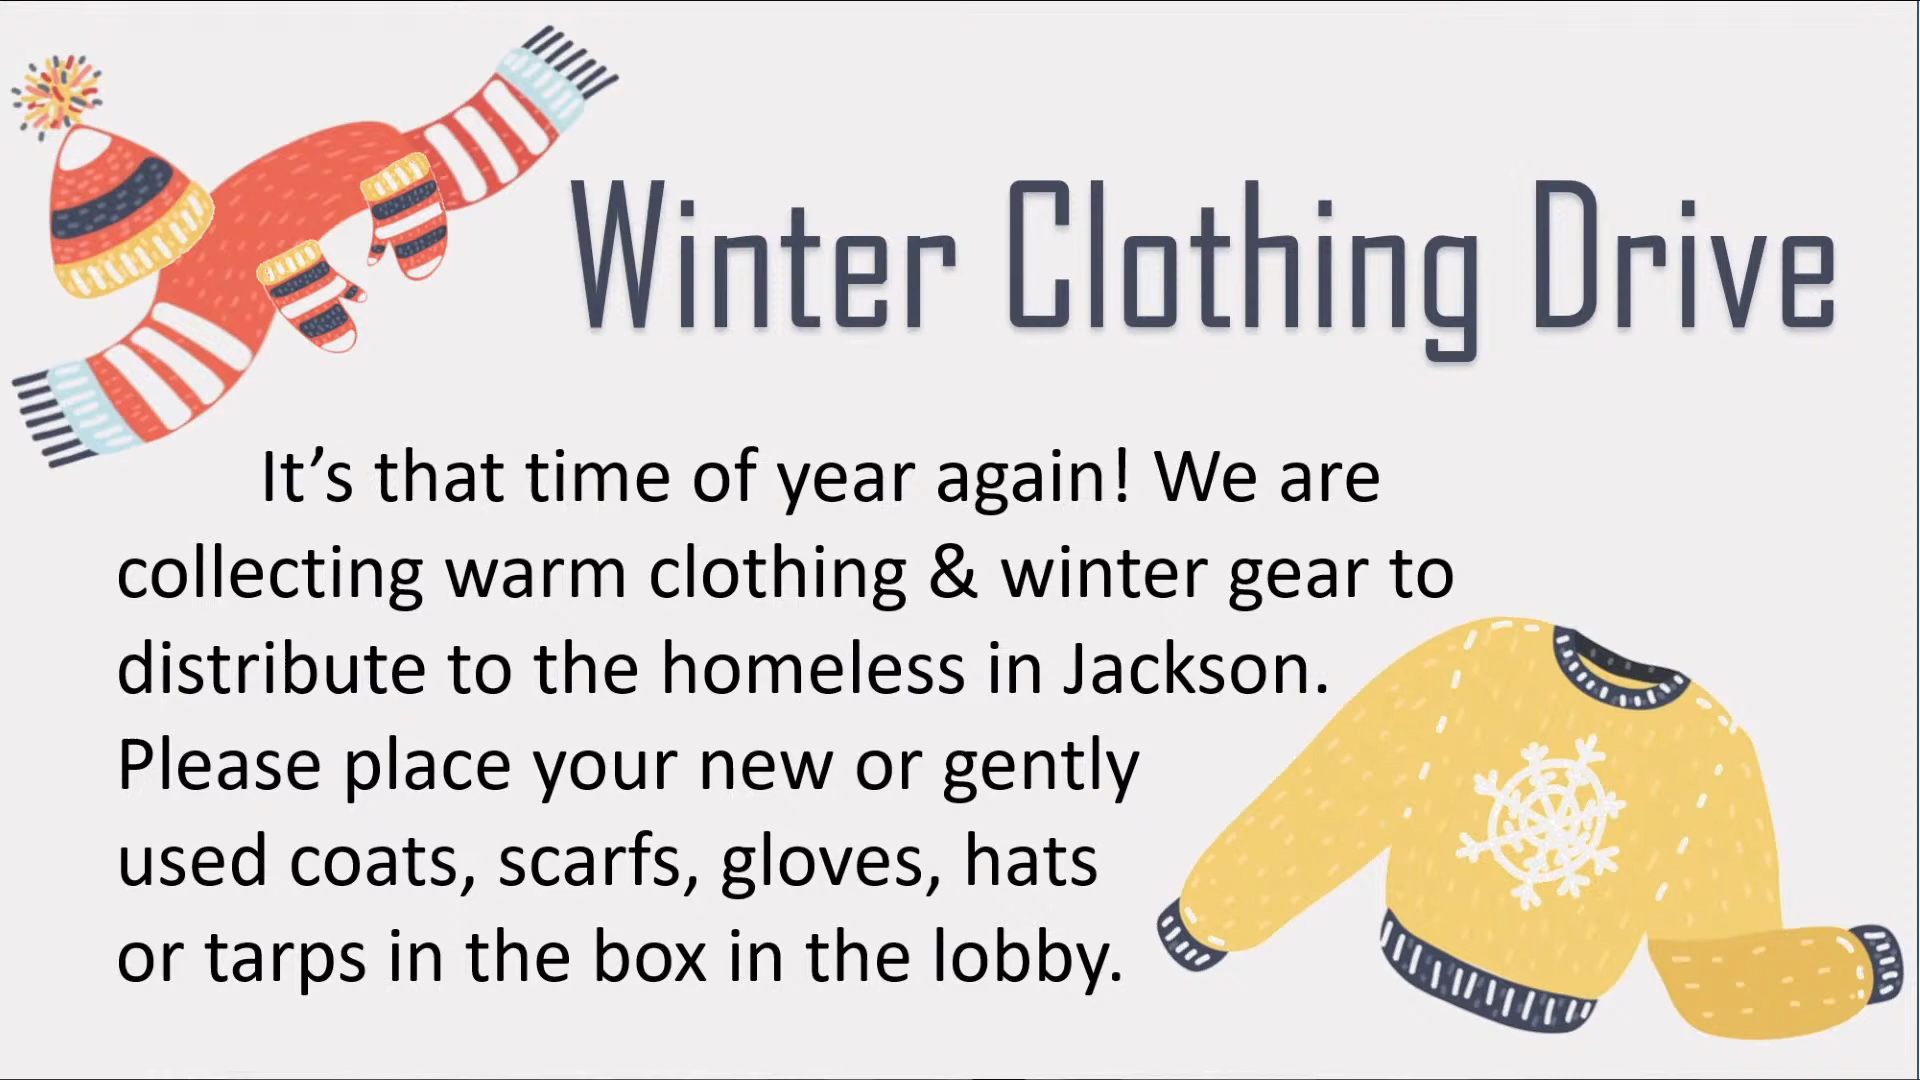 Winter Clothing Drive
It’s that time of year again! We are
collecting warm clothing & winter gear to
distribute to the homeless in Jackson.
Please place your new or gently
used coats, scarfs, gloves, hats
or tarps in the box in the lobby.